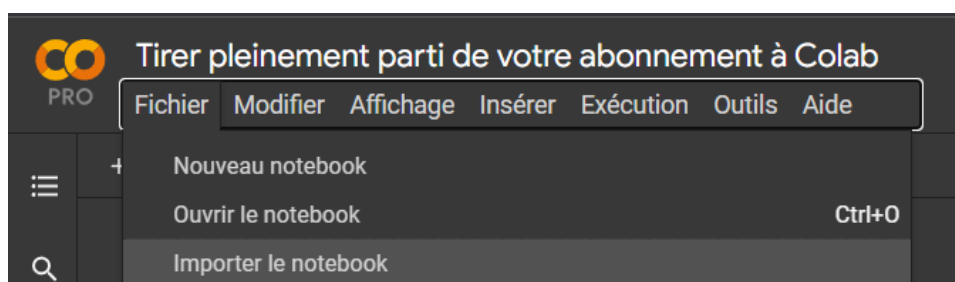 Tirer pleinement parti de votre abonnement à Colab
PRO
Fichier Modifier Affichage Insérer Exécution Outils Aide
+
Nouveau notebook
Ouvrir le notebook Ctrl+O
Importer le notebook